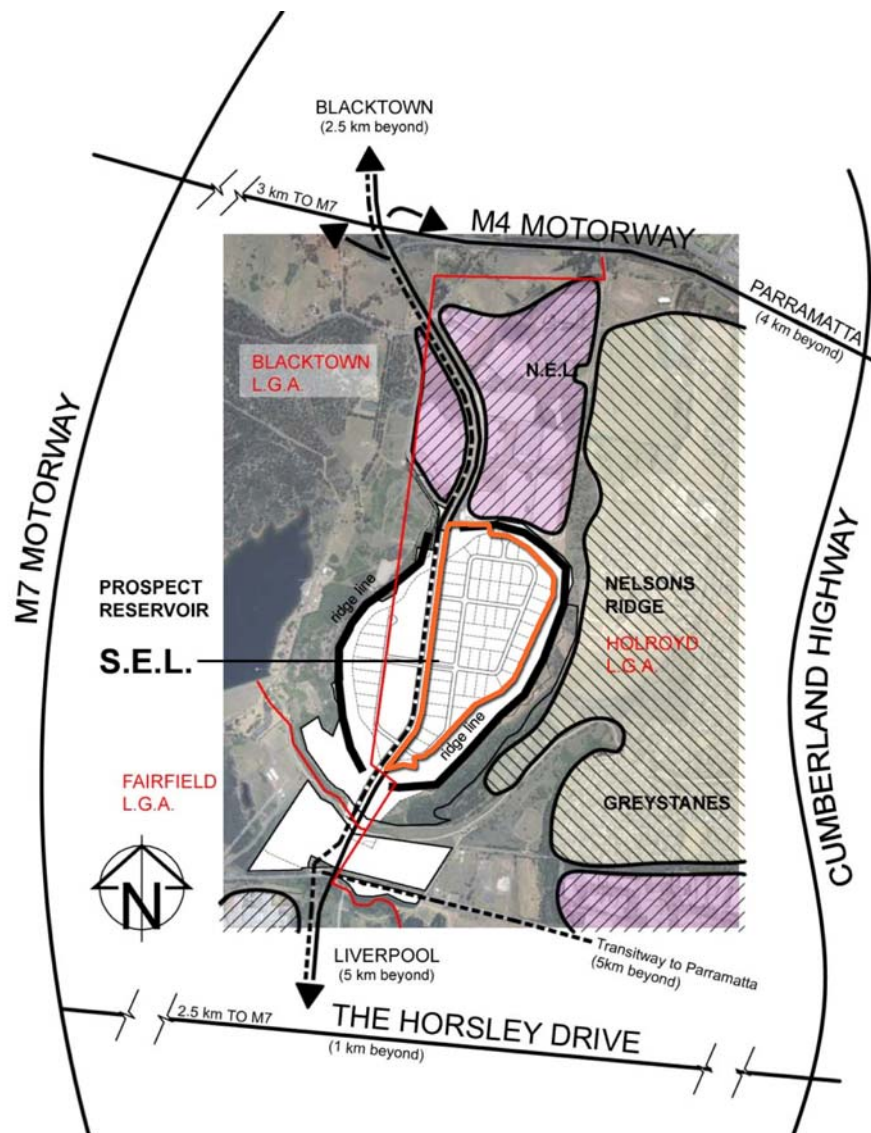 BLACKTOWN
(2.5 km beyond)
3 km TO M7
M4 MOTORWAY
PARRAMATTA
(4 km beyond)
BLACKTOWN
L.G.A.
N.E.L.
M7 MOTORWAY
CUMBERLAND HIGHWAY
PROSPECT
RESERVOIR
ridge line
NELSONS
RIDGE
HOLROYD
L.G.A.
S.E.L.
ridge line
FAIRFIELD
L.G.A.
GREYSTANES
N
LIVERPOOL
(5 km beyond)
Transitway to Parramatta
(5km beyond)
2.5 km TO M7
THE HORSLEY DRIVE
(1 km beyond)